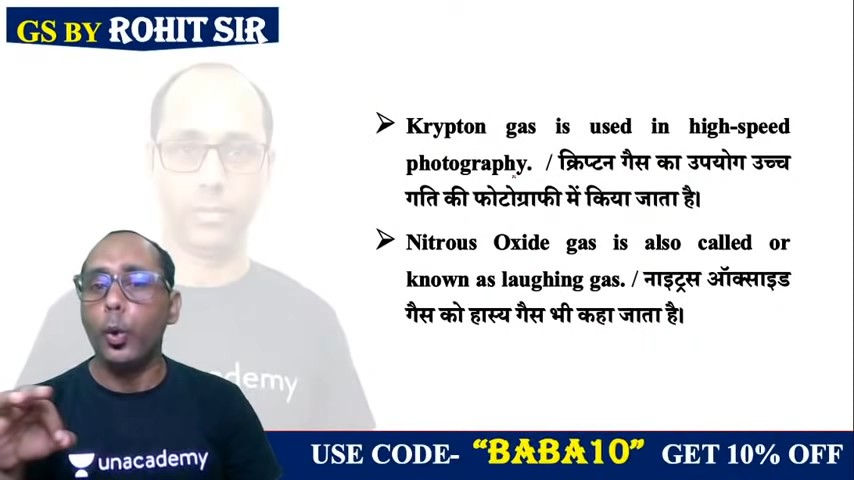 GS BY ROHIT SIR
➢ Krypton gas is used in high-speed
photography. / क्रिप्टन गैस का उपयोग उच्च
गति की फोटोग्राफी में किया जाता है।
➢ Nitrous Oxide gas is also called or
known as laughing gas. / नाइट्रस ऑक्साइड
गैस को हास्य गैस भी कहा जाता है।
demy
unacademy
USE CODE- “BABA10” GET 10% OFF